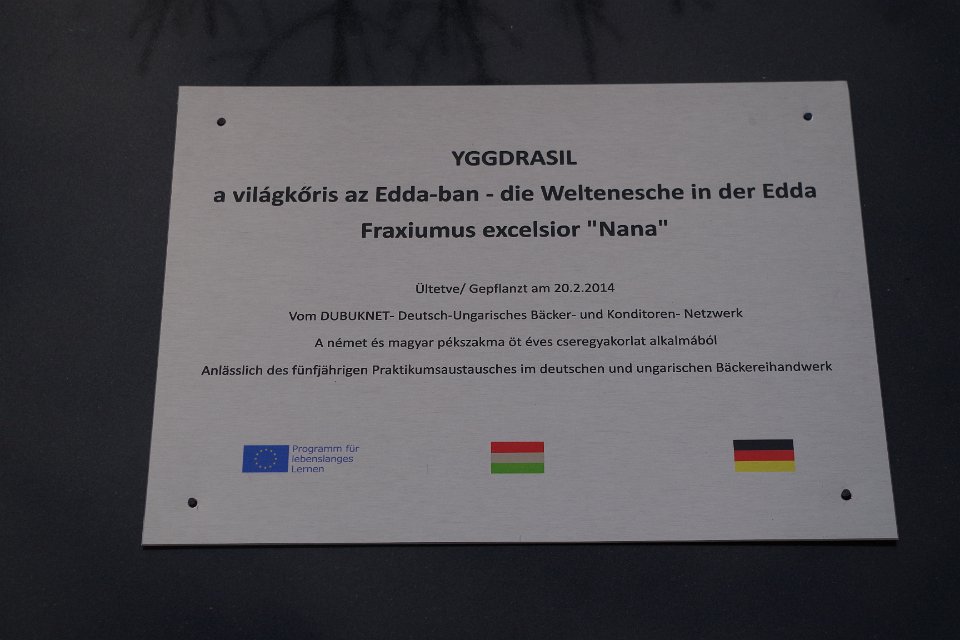 YGGDRASIL
a világkőris az Edda-ban - die Weltenesche in der Edda
Fraxiumus excelsior "Nana"
Ültetve/ Gepflanzt am 20.2.2014
Vom DUBUKNET- Deutsch-Ungarisches Bäcker- und Konditoren- Netzwerk
A német és magyar pékszakma öt éves cseregyakorlat alkalmából
Anlässlich des fünfjährigen Praktikumsaustausches im deutschen und ungarischen Bäckereihandwerk
Programm für
lebenslanges
Lernen